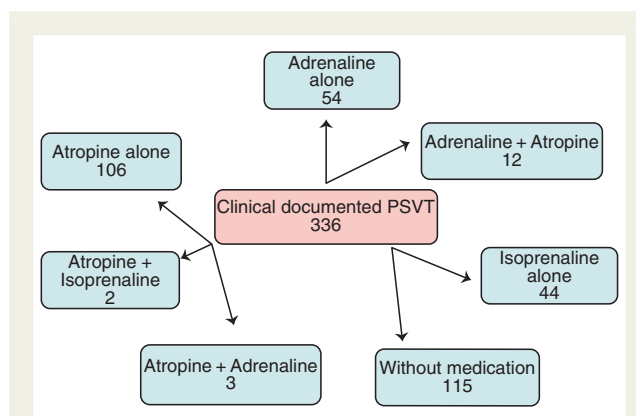 Adrenaline
alone
54
Adrenaline + Atropine
12
Atropine alone
106
Clinical documented PSVT
336
Atropine +
Isoprenaline
2
Isoprenaline
alone
44
Atropine + Adrenaline
3
Without medication
115